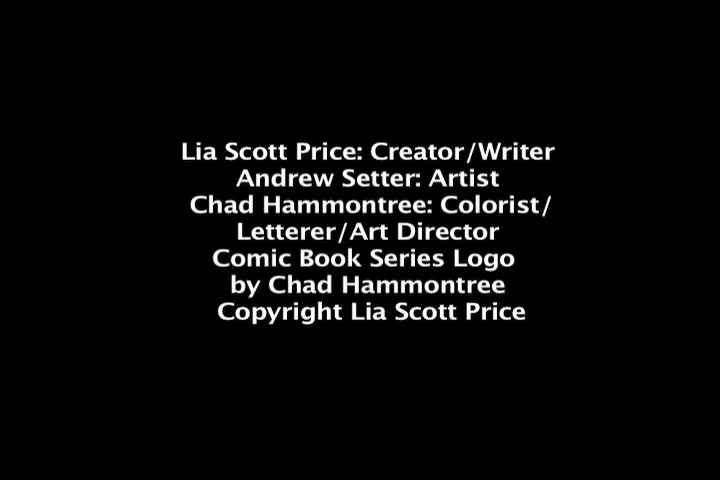 Lia Scott Price: Creator/Writer
Andrew Setter: Artist
Chad Hammontree: Colorist/
Letterer/Art Director
Comic Book Series Logo
by Chad Hammontree
Copyright Lia Scott Price